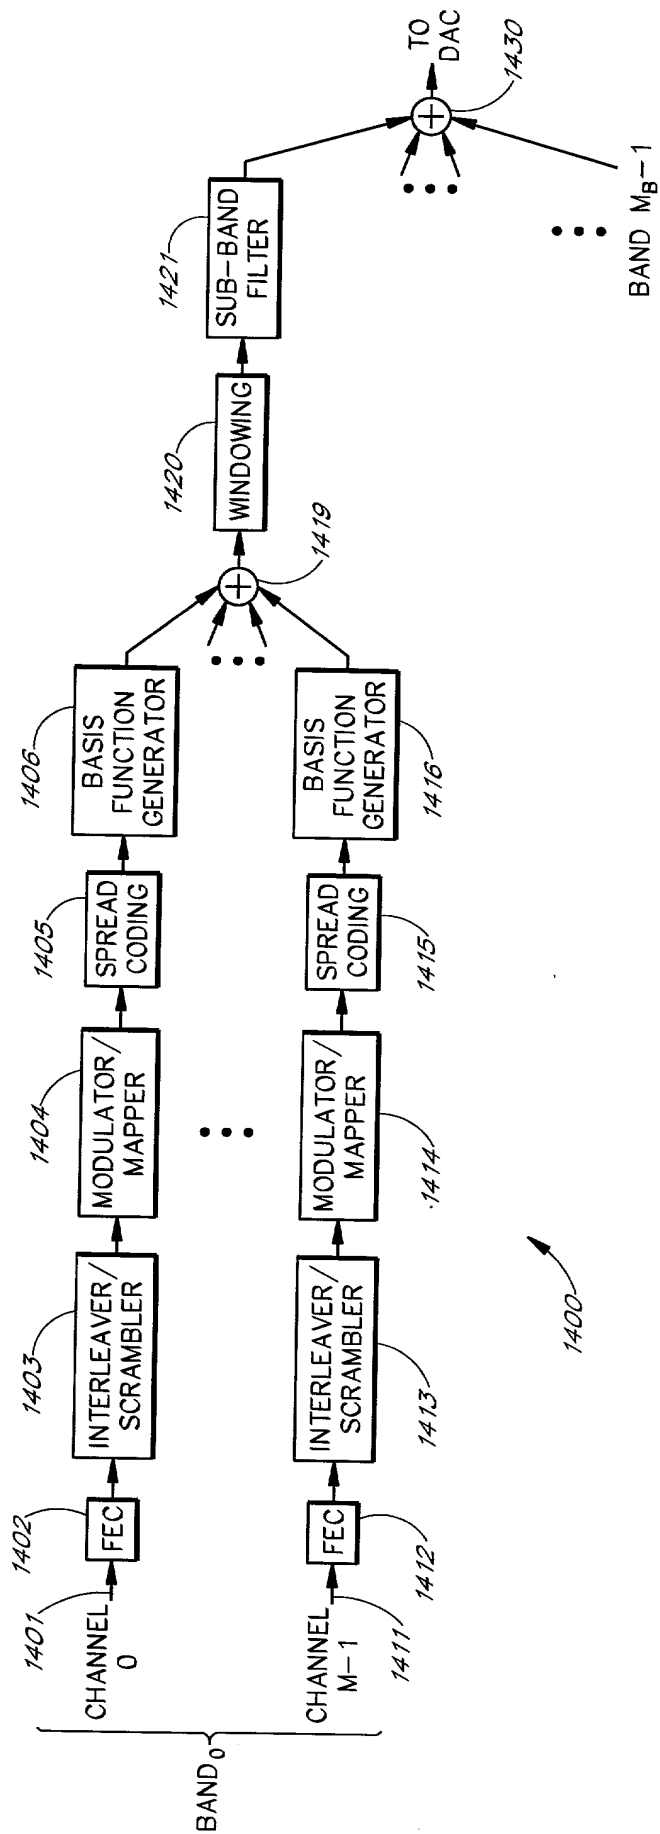 BAND0
CHANNEL
0
1401
FEC
1402
INTERLEAVER/
SCRAMBLER
1403
MODULATOR/
MAPPER
1404
SPREAD
CODING
1405
BASIS
FUNCTION
GENERATOR
1406
CHANNEL
M-1
1411
FEC
1412
INTERLEAVER/
SCRAMBLER
1413
MODULATOR/
MAPPER
1414
SPREAD
CODING
1415
BASIS
FUNCTION
GENERATOR
1416
+
1419
WINDOWING
1420
SUB-BAND
FILTER
1421
+
1430
TO
DAC
BAND MB-1
1400